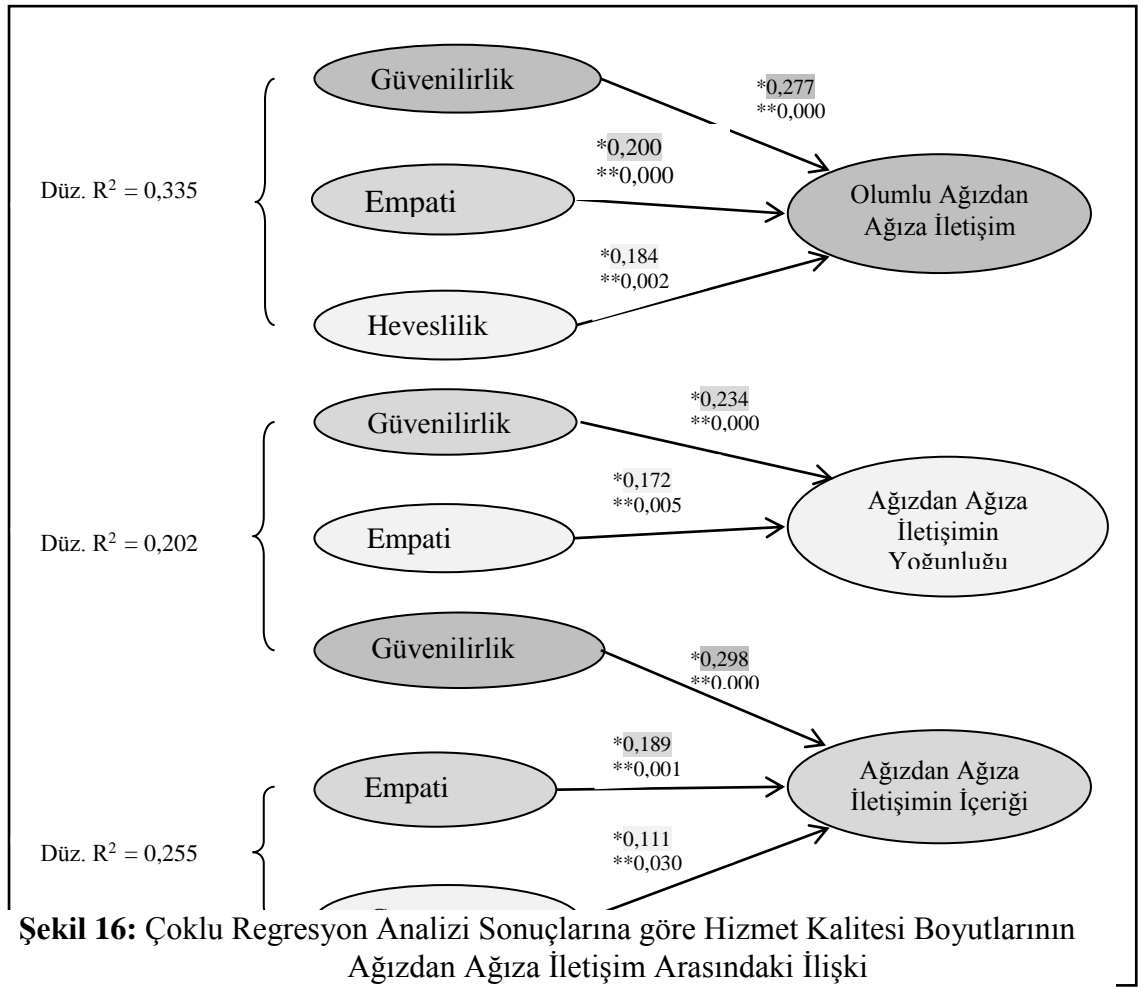 Güvenilirlik
*0,277
**0,000
*0,200
**0,000
Düz. R² = 0,335
Empati
Olumlu Ağızdan
Ağıza İletişim
*0,184
**0,002
Heveslilik
*0,234
**0,000
Güvenilirlik
*0,172
**0,005
Düz. R² = 0,202
Empati
Ağızdan Ağıza
İletişimin
Yoğunluğu
Güvenilirlik
*0,298
**0,000
*0,189
**0,001
Empati
Ağızdan Ağıza
İletişimin İçeriği
*0,111
**0,030
Düz. R² = 0,255
Şekil 16: Çoklu Regresyon Analizi Sonuçlarına göre Hizmet Kalitesi Boyutlarının
Ağızdan Ağıza İletişim Arasındaki İlişki